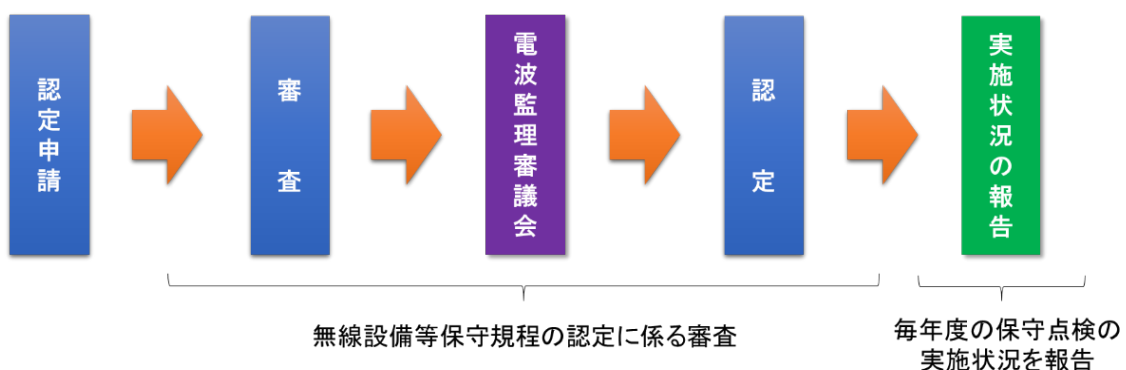 認定申請
審査
電波監理審議会
認定
実施状況の報告
無線設備等保守規程の認定に係る審査
毎年度の保守点検の
実施状況を報告